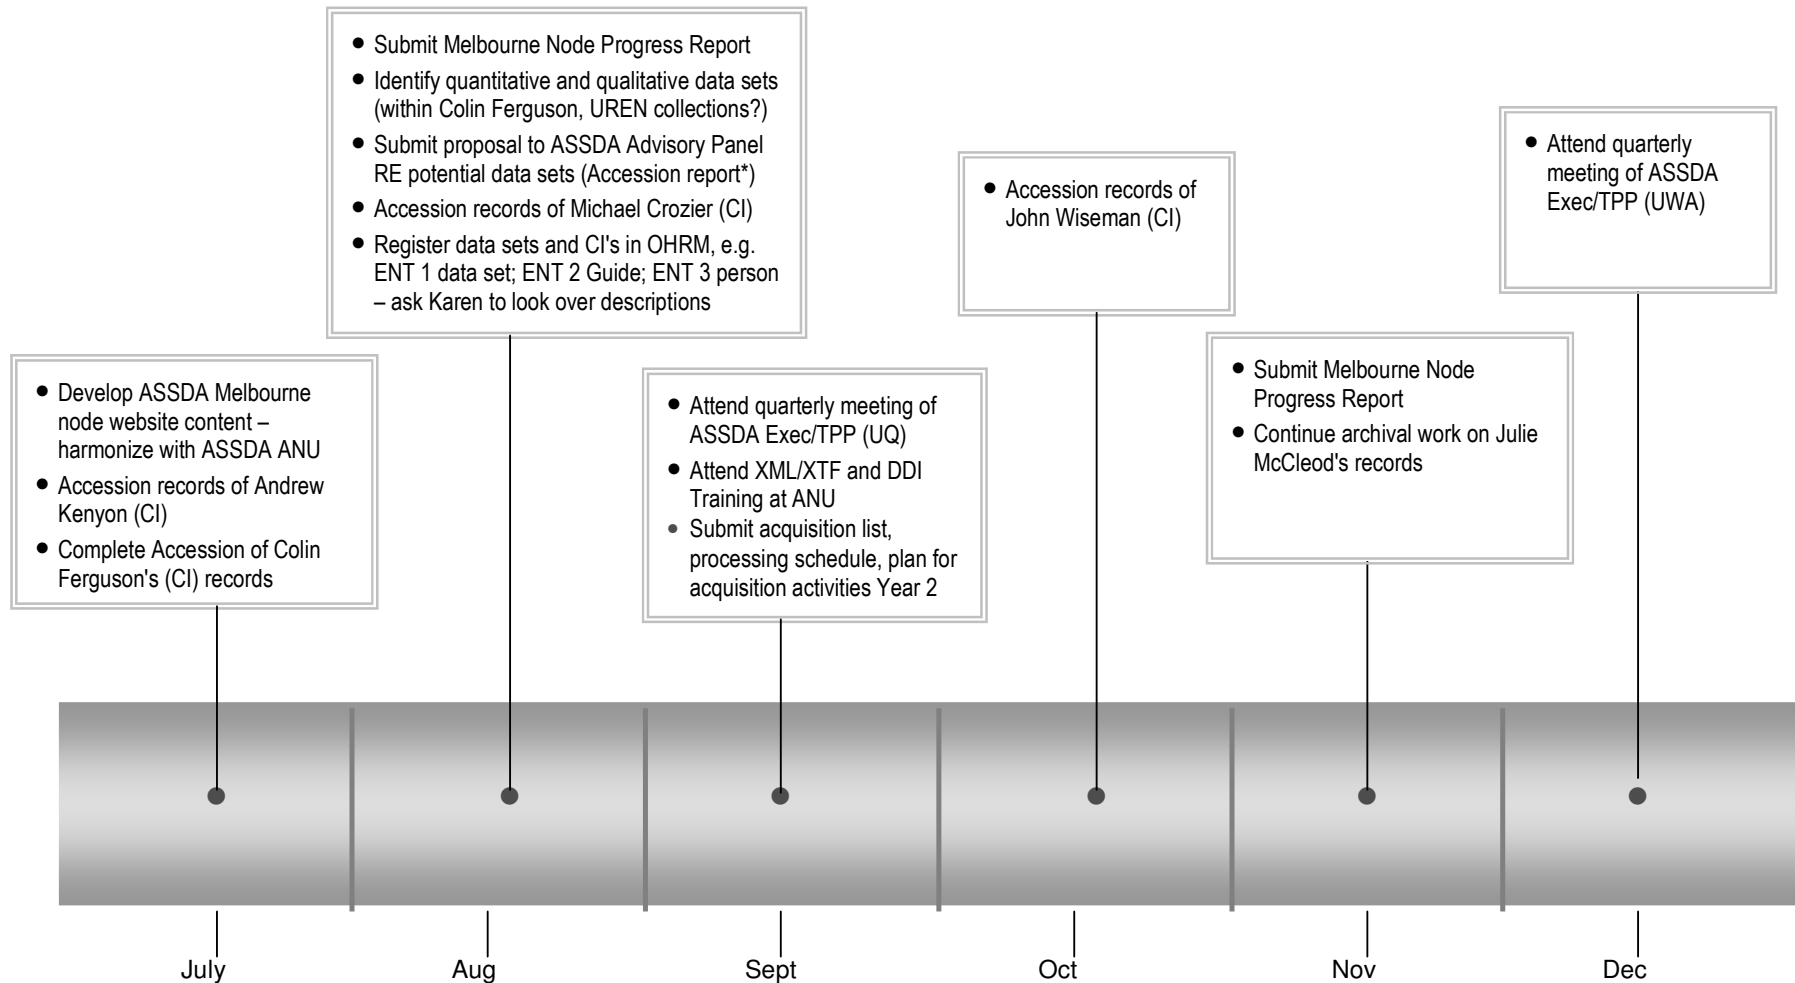 ● Submit Melbourne Node Progress Report
● Identify quantitative and qualitative data sets
(within Colin Ferguson, UREN collections?)
● Submit proposal to ASSDA Advisory Panel
RE potential data sets (Accession report*)
● Accession records of Michael Crozier (CI)
● Register data sets and CI's in OHRM, e.g.
ENT 1 data set; ENT 2 Guide; ENT 3 person
– ask Karen to look over descriptions
● Attend quarterly
meeting of ASSDA
Exec/TPP (UWA)
● Accession records of
John Wiseman (CI)
● Develop ASSDA Melbourne
node website content –
harmonize with ASSDA ANU
● Accession records of Andrew
Kenyon (CI)
● Complete Accession of Colin
Ferguson's (CI) records
● Attend quarterly meeting of
ASSDA Exec/TPP (UQ)
● Attend XML/XTF and DDI
Training at ANU
● Submit acquisition list,
processing schedule, plan for
acquisition activities Year 2
● Submit Melbourne Node
Progress Report
● Continue archival work on Julie
McCleod's records
July
Aug
Sept
Oct
Nov
Dec